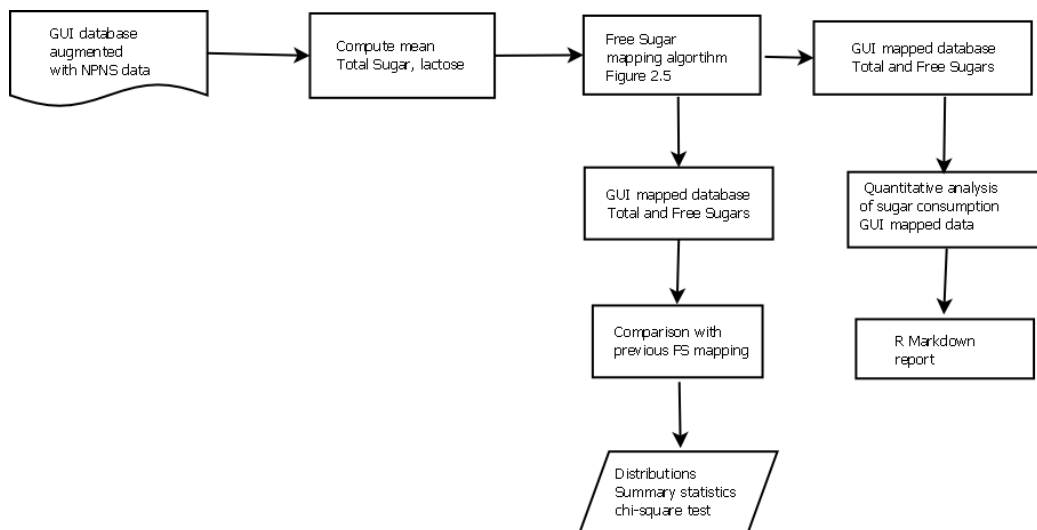 GUI database
augmented
with NPNS data
Compute mean
Total Sugar, lactose
Free Sugar
mapping algortihm
Figure 2.5
GUI mapped database
Total and Free Sugars
GUI mapped database
Total and Free Sugars
Quantitative analysis
of sugar consumption
GUI mapped data
Comparison with
previous FS mapping
R Markdown
report
Distributions
Summary statistics
chi-square test